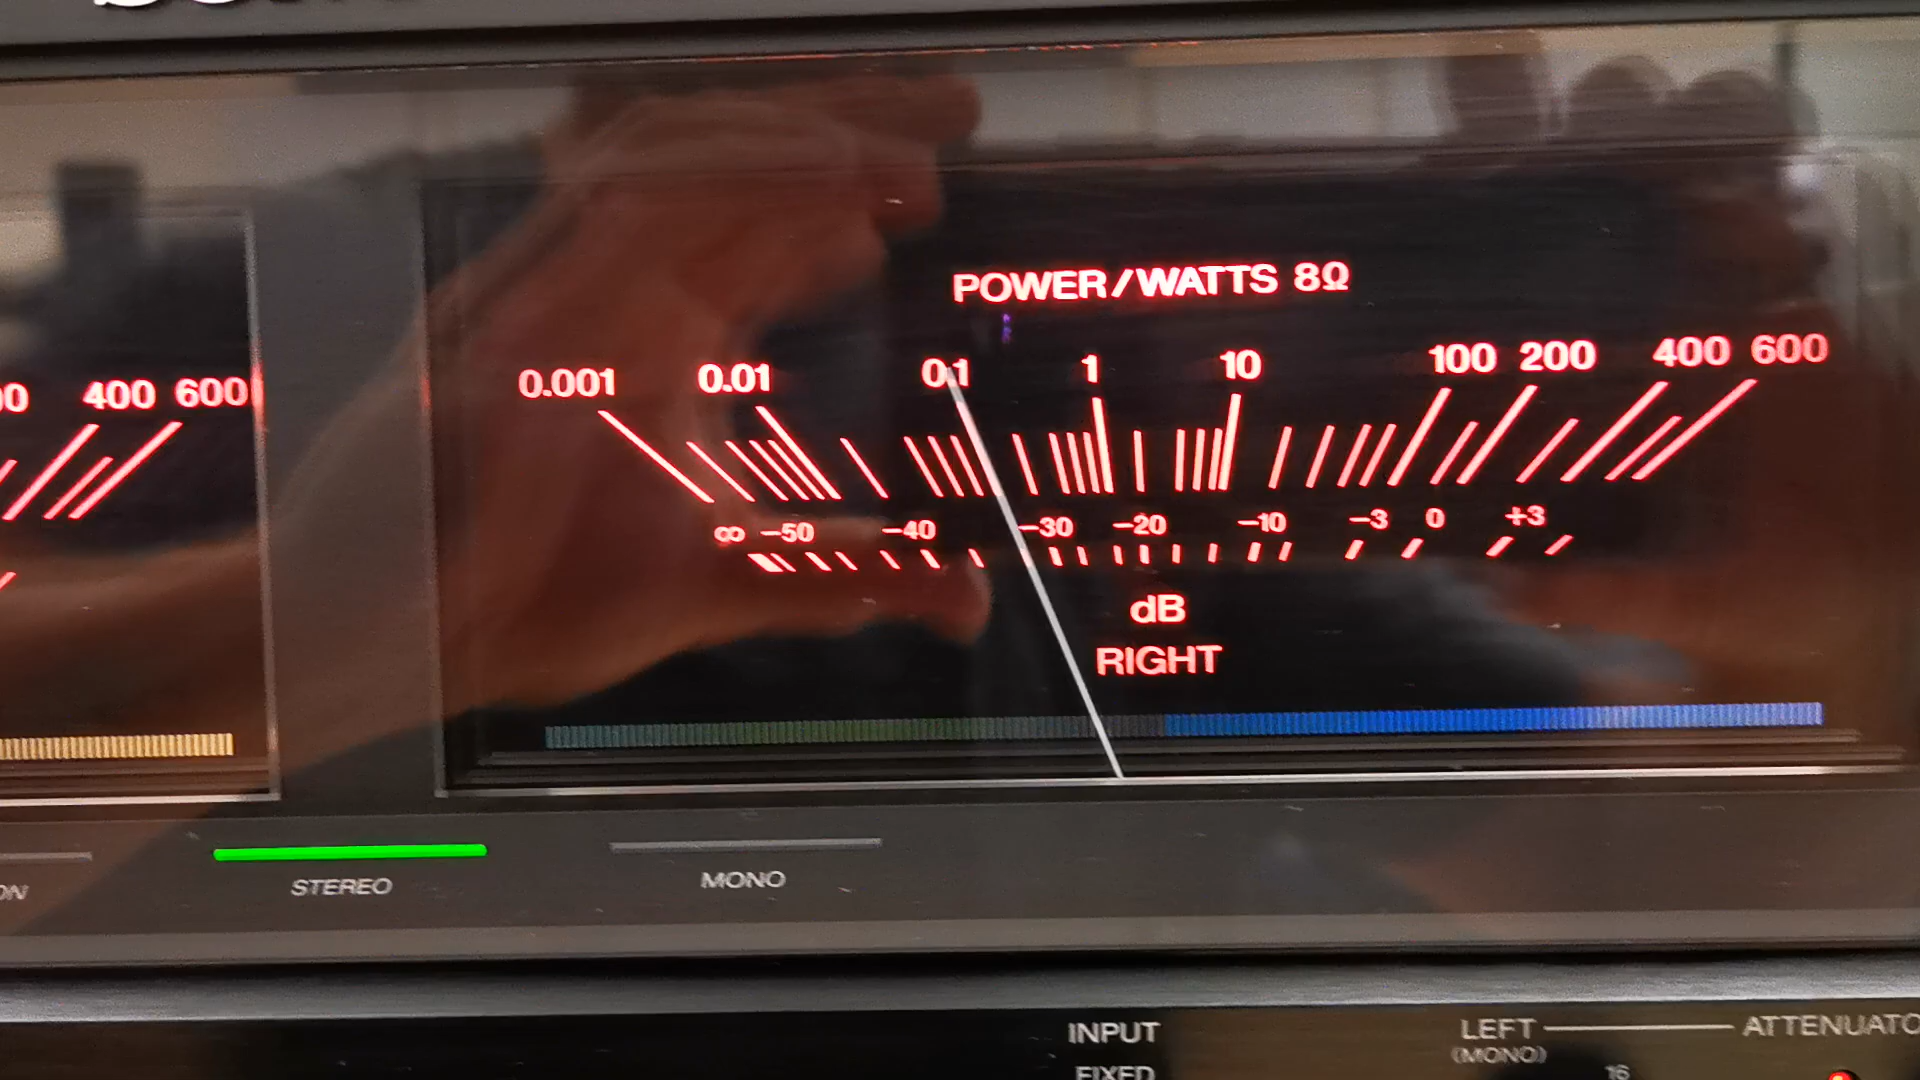 POWER/WATTS 8Ω
400 600
0.001 0.01 0.1 1 10 100 200 400 600
∞ −50 −40 −30 −20 −10 −3 0 +3
dB
RIGHT
STEREO MONO
INPUT LEFT
(MONO)
FIXED 16